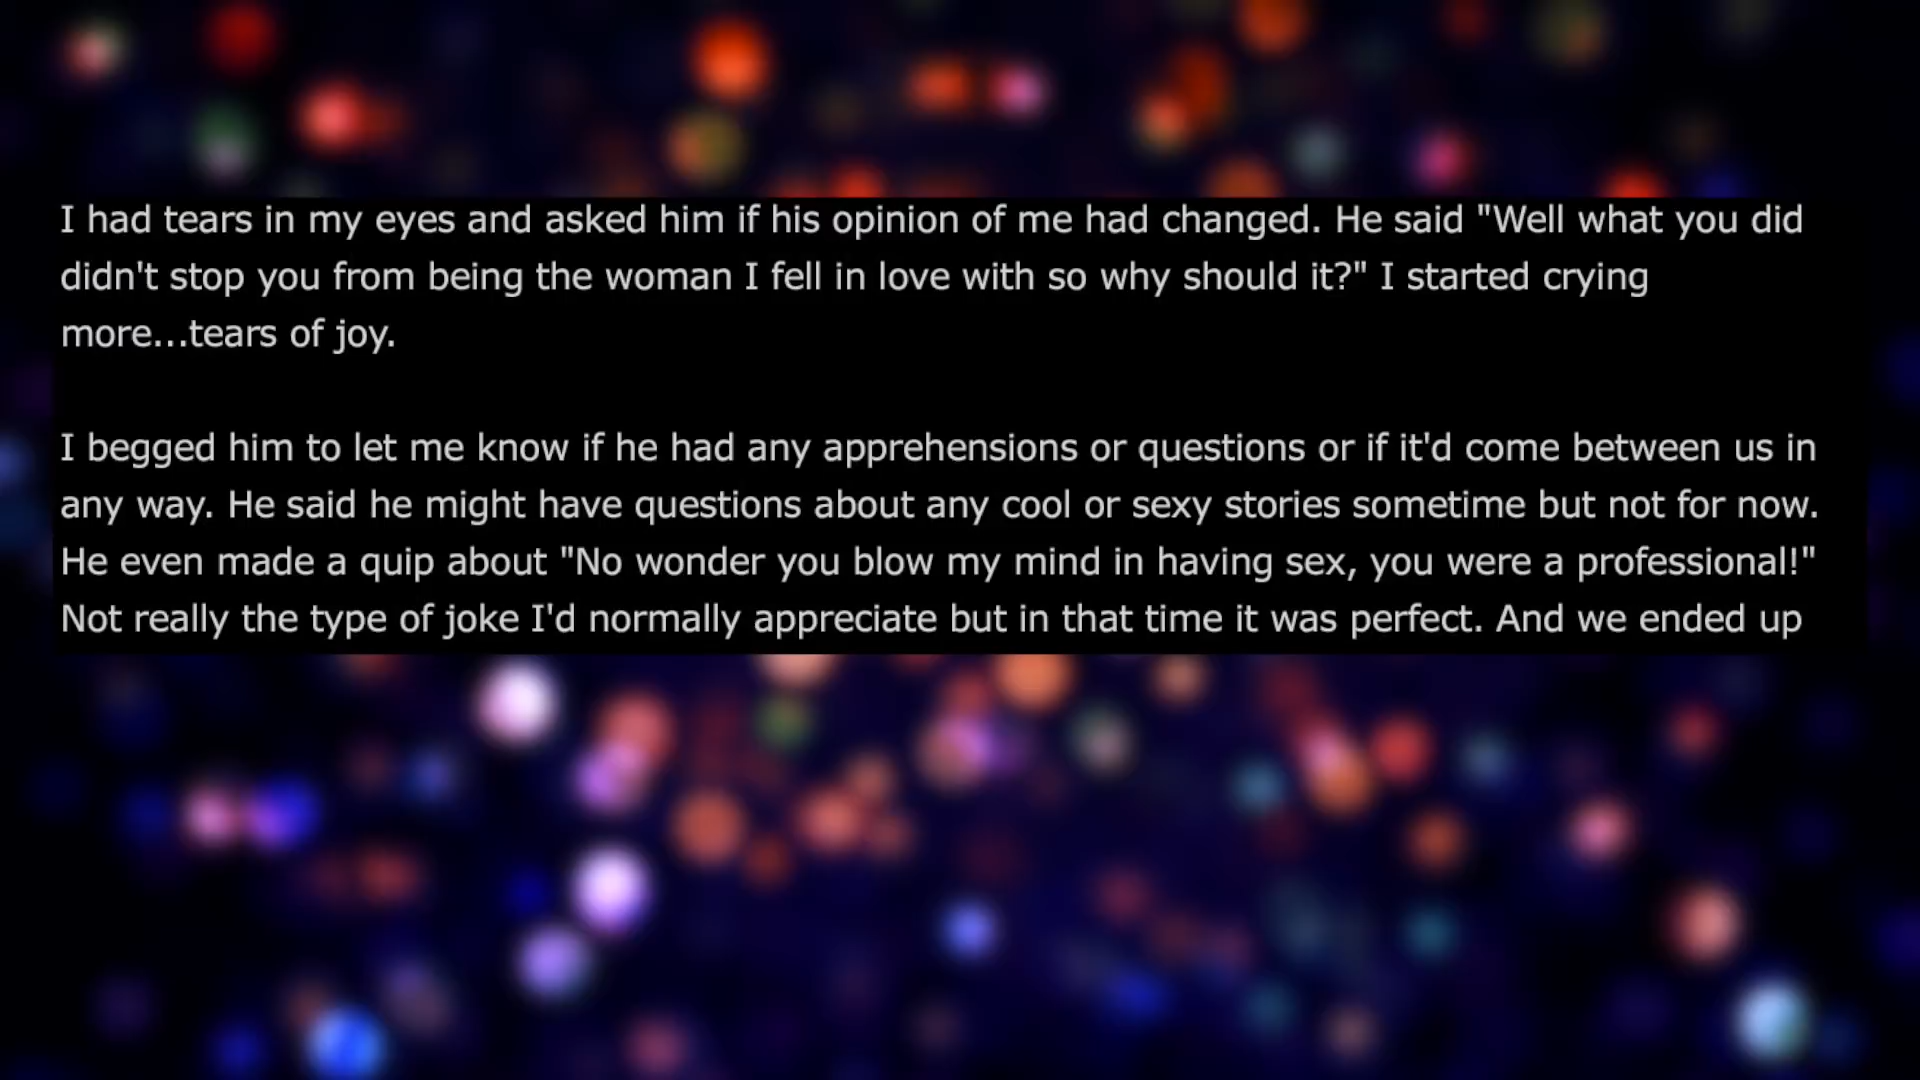 I had tears in my eyes and asked him if his opinion of me had changed. He said "Well what you did
didn't stop you from being the woman I fell in love with so why should it?" I started crying
more...tears of joy.
I begged him to let me know if he had any apprehensions or questions or if it'd come between us in
any way. He said he might have questions about any cool or sexy stories sometime but not for now.
He even made a quip about "No wonder you blow my mind in having sex, you were a professional!"
Not really the type of joke I'd normally appreciate but in that time it was perfect. And we ended up